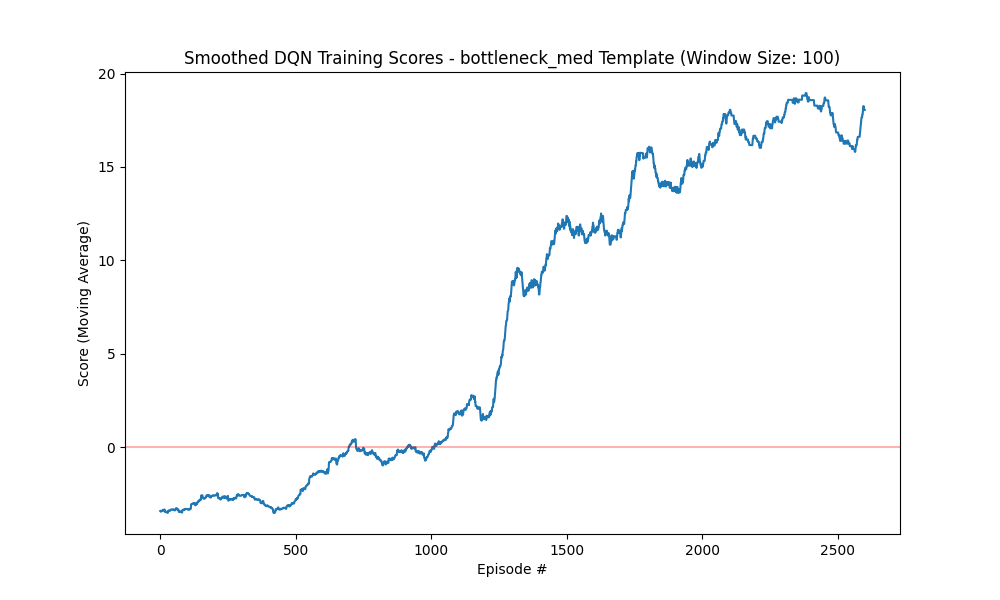 Smoothed DQN Training Scores - bottleneck_med Template (Window Size: 100)
20
15
10
5
0
Score (Moving Average)
0 500 1000 1500 2000 2500
Episode #